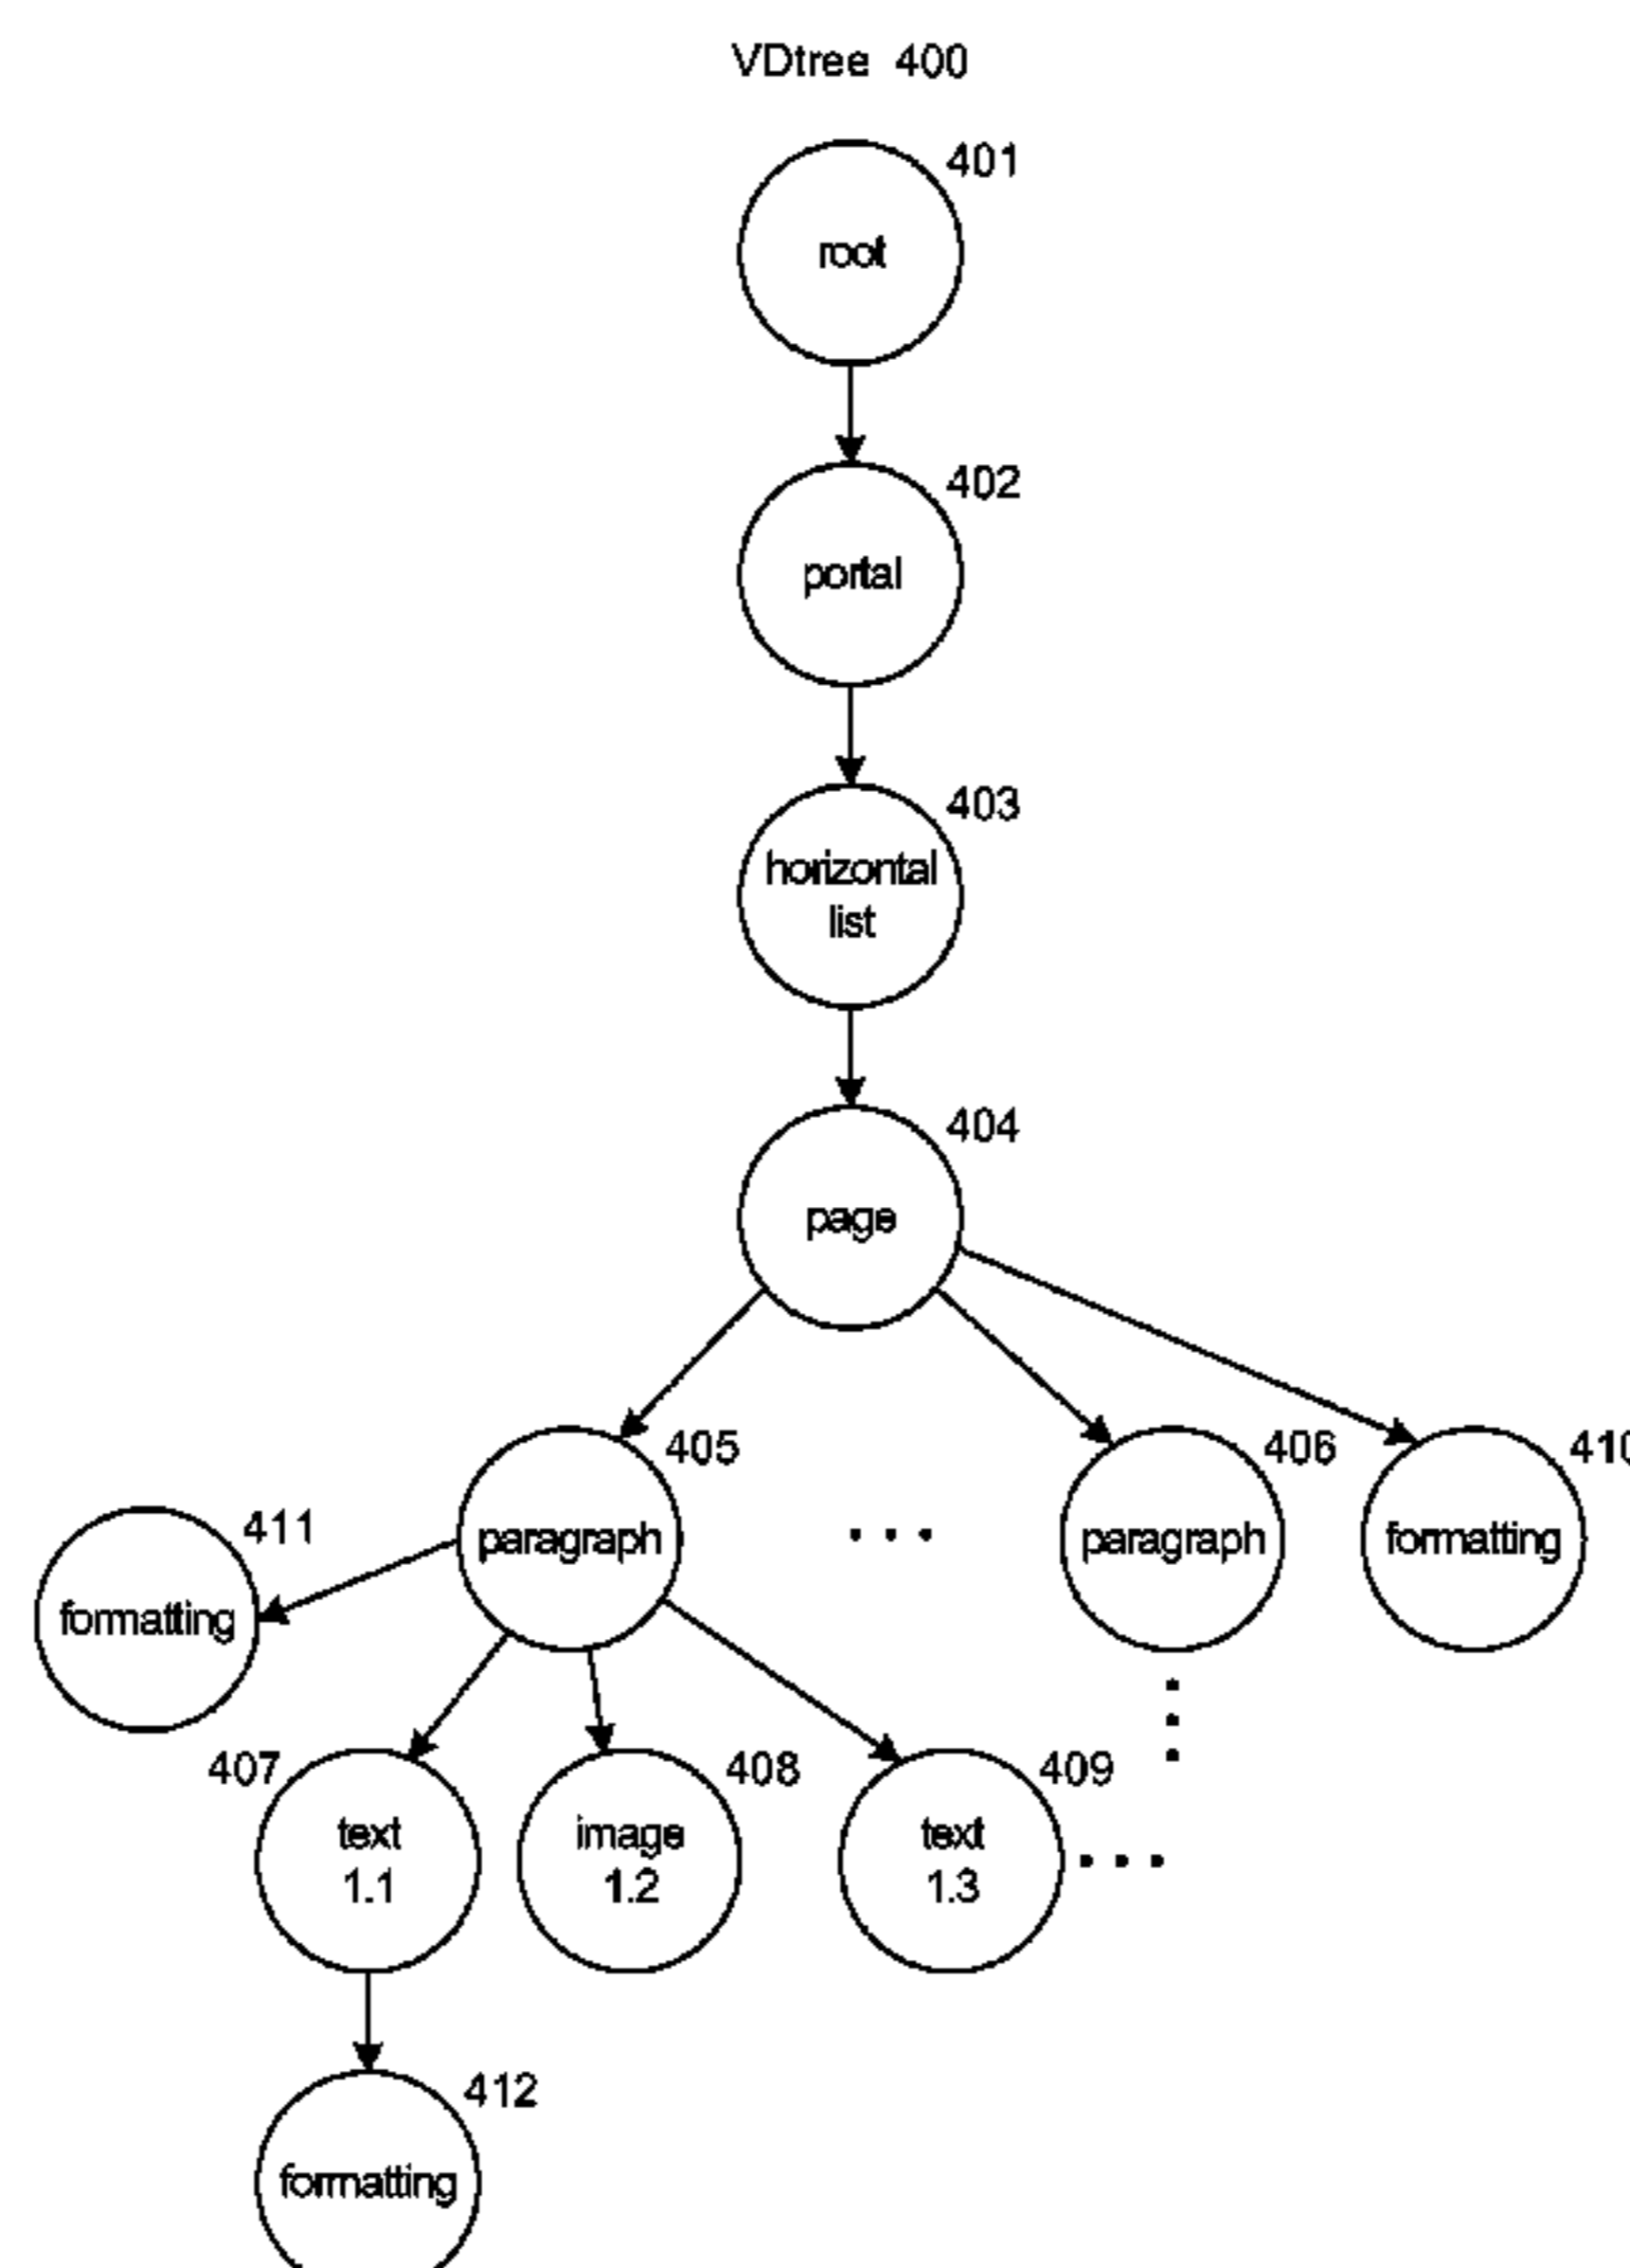 VDtree 400
401
root
402
portal
403
horizontal
list
404
page
405
paragraph
406
paragraph
410
formatting
411
formatting
407
text
1.1
408
image
1.2
409
text
1.3
412
formatting